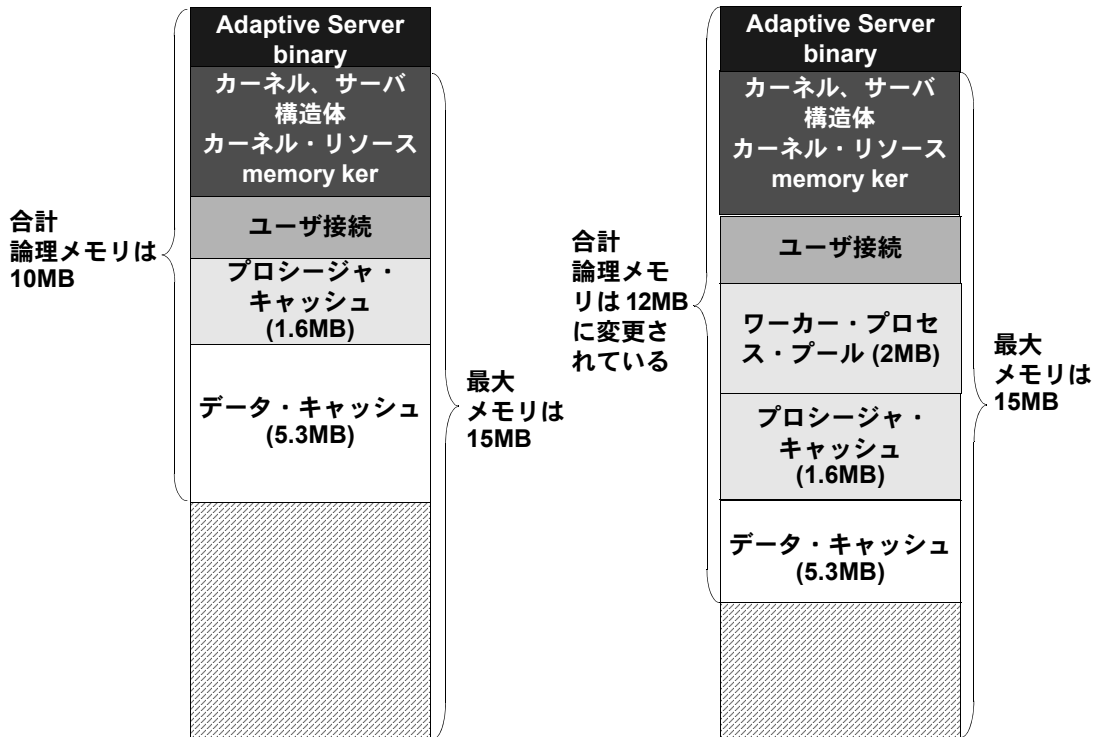 Adaptive Server
binary
カーネル、サーバ
構造体
カーネル・リソース
memory ker
ユーザ接続
プロシージャ・
キャッシュ
(1.6MB)
データ・キャッシュ
(5.3MB)
合計
論理メモリは
10MB
最大
メモリは
15MB
Adaptive Server
binary
カーネル、サーバ
構造体
カーネル・リソース
memory ker
ユーザ接続
ワーカー・プロセ
ス・プール (2MB)
プロシージャ・
キャッシュ
(1.6MB)
データ・キャッシュ
(5.3MB)
合計
論理メモ
リは 12MB
に変更さ
れている
最大
メモリは
15MB